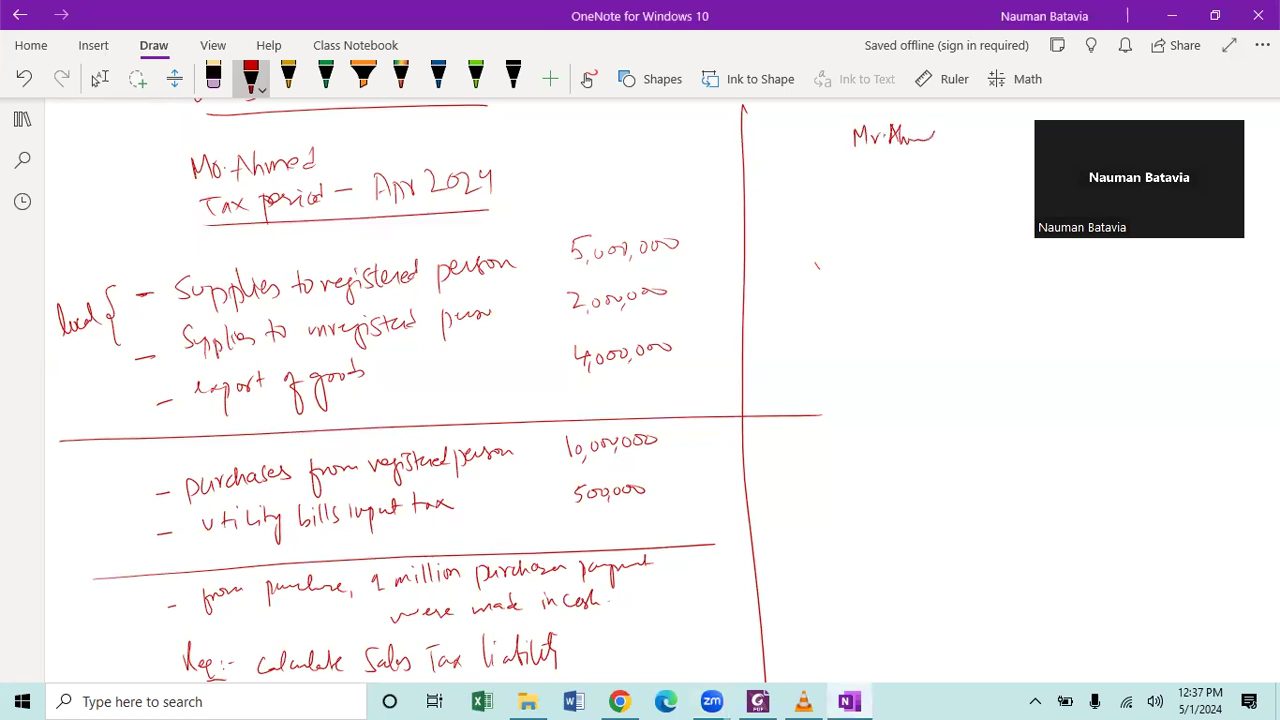 OneNote for Windows 10
Nauman Batavia
Home Insert Draw View Help Class Notebook
Saved offline (sign in required)
Share
Shapes
Ink to Shape
Ink to Text
Ruler
Math
Mr. Ahmed
Tax period - Apr 2024
local { - Supplies to registered person 5,000,000
- Supplies to unregistered person 2,000,000
- export of goods 4,000,000
- purchases from registered person 10,000,000
- utility bills input tax 500,000
- from purchase, million purchases payment
were made in cash.
Req:- calculate Sales Tax liability
Mr. Ahm
Nauman Batavia
Nauman Batavia
Type here to search
12:37 PM
5/1/2024